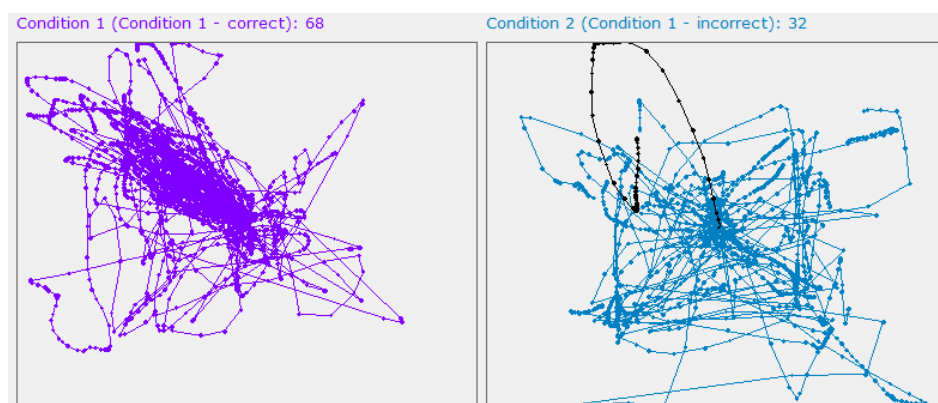 Condition 1 (Condition 1 - correct): 68
Condition 2 (Condition 1 - incorrect): 32